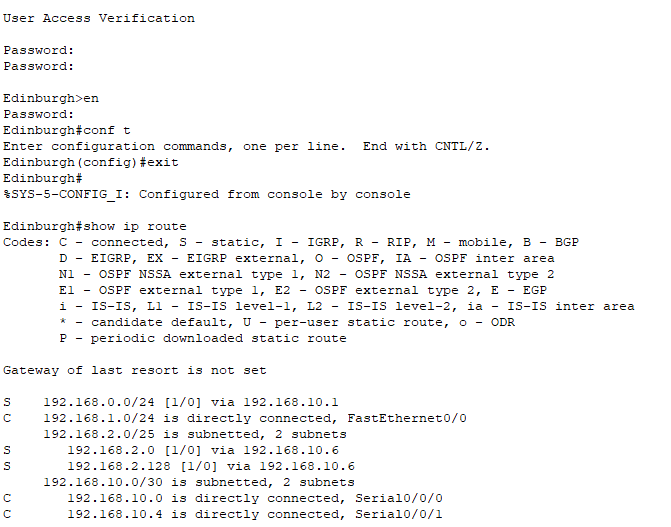 User Access Verification
Password:
Password:
Edinburgh>en
Password:
Edinburgh#conf t
Enter configuration commands, one per line.  End with CNTL/Z.
Edinburgh(config)#exit
Edinburgh#
%SYS-5-CONFIG_I: Configured from console by console
Edinburgh#show ip route
Codes: C - connected, S - static, I - IGRP, R - RIP, M - mobile, B - BGP
       D - EIGRP, EX - EIGRP external, O - OSPF, IA - OSPF inter area
       N1 - OSPF NSSA external type 1, N2 - OSPF NSSA external type 2
       E1 - OSPF external type 1, E2 - OSPF external type 2, E - EGP
       i - IS-IS, L1 - IS-IS level-1, L2 - IS-IS level-2, ia - IS-IS inter area
       * - candidate default, U - per-user static route, o - ODR
       P - periodic downloaded static route
Gateway of last resort is not set
S    192.168.0.0/24 [1/0] via 192.168.10.1
C    192.168.1.0/24 is directly connected, FastEthernet0/0
     192.168.2.0/25 is subnetted, 2 subnets
S       192.168.2.0 [1/0] via 192.168.10.6
S       192.168.2.128 [1/0] via 192.168.10.6
     192.168.10.0/30 is subnetted, 2 subnets
C       192.168.10.0 is directly connected, Serial0/0/0
C       192.168.10.4 is directly connected, Serial0/0/1